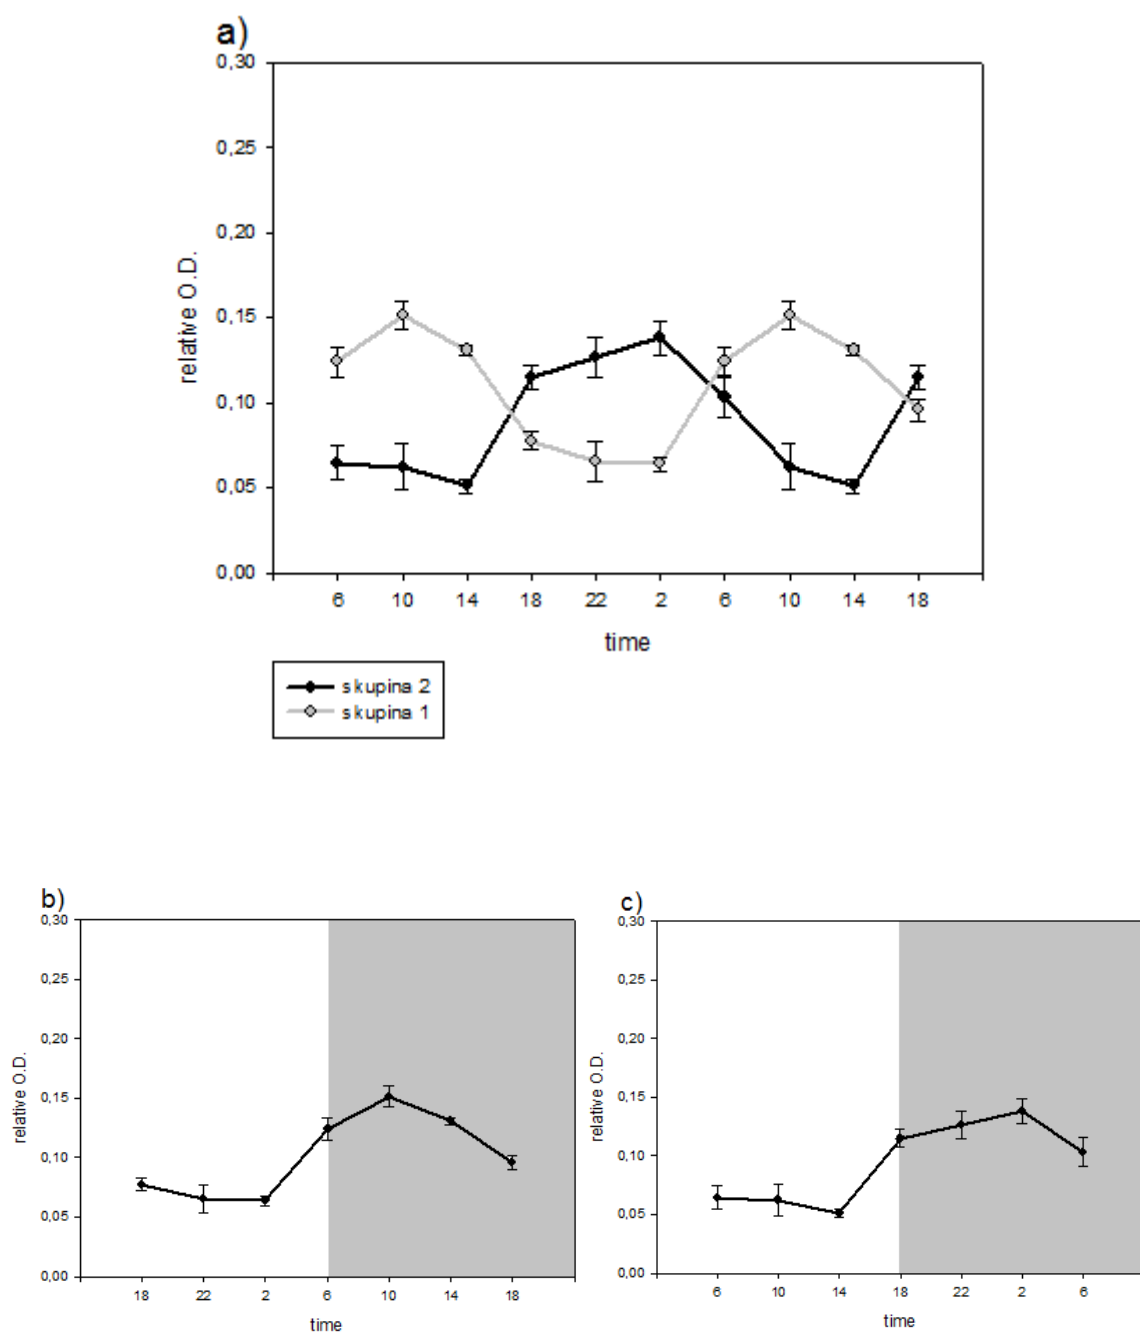 a)
0,30
0,25
0,20
0,15
0,10
0,05
0,00
relative O.D.
6 10 14 18 22 2 6 10 14 18
time
skupina 2
skupina 1
b)
0,30
0,25
0,20
0,15
0,10
0,05
0,00
relative O.D.
18 22 2 6 10 14 18
time
c)
0,30
0,25
0,20
0,15
0,10
0,05
0,00
relative O.D.
6 10 14 18 22 2 6
time